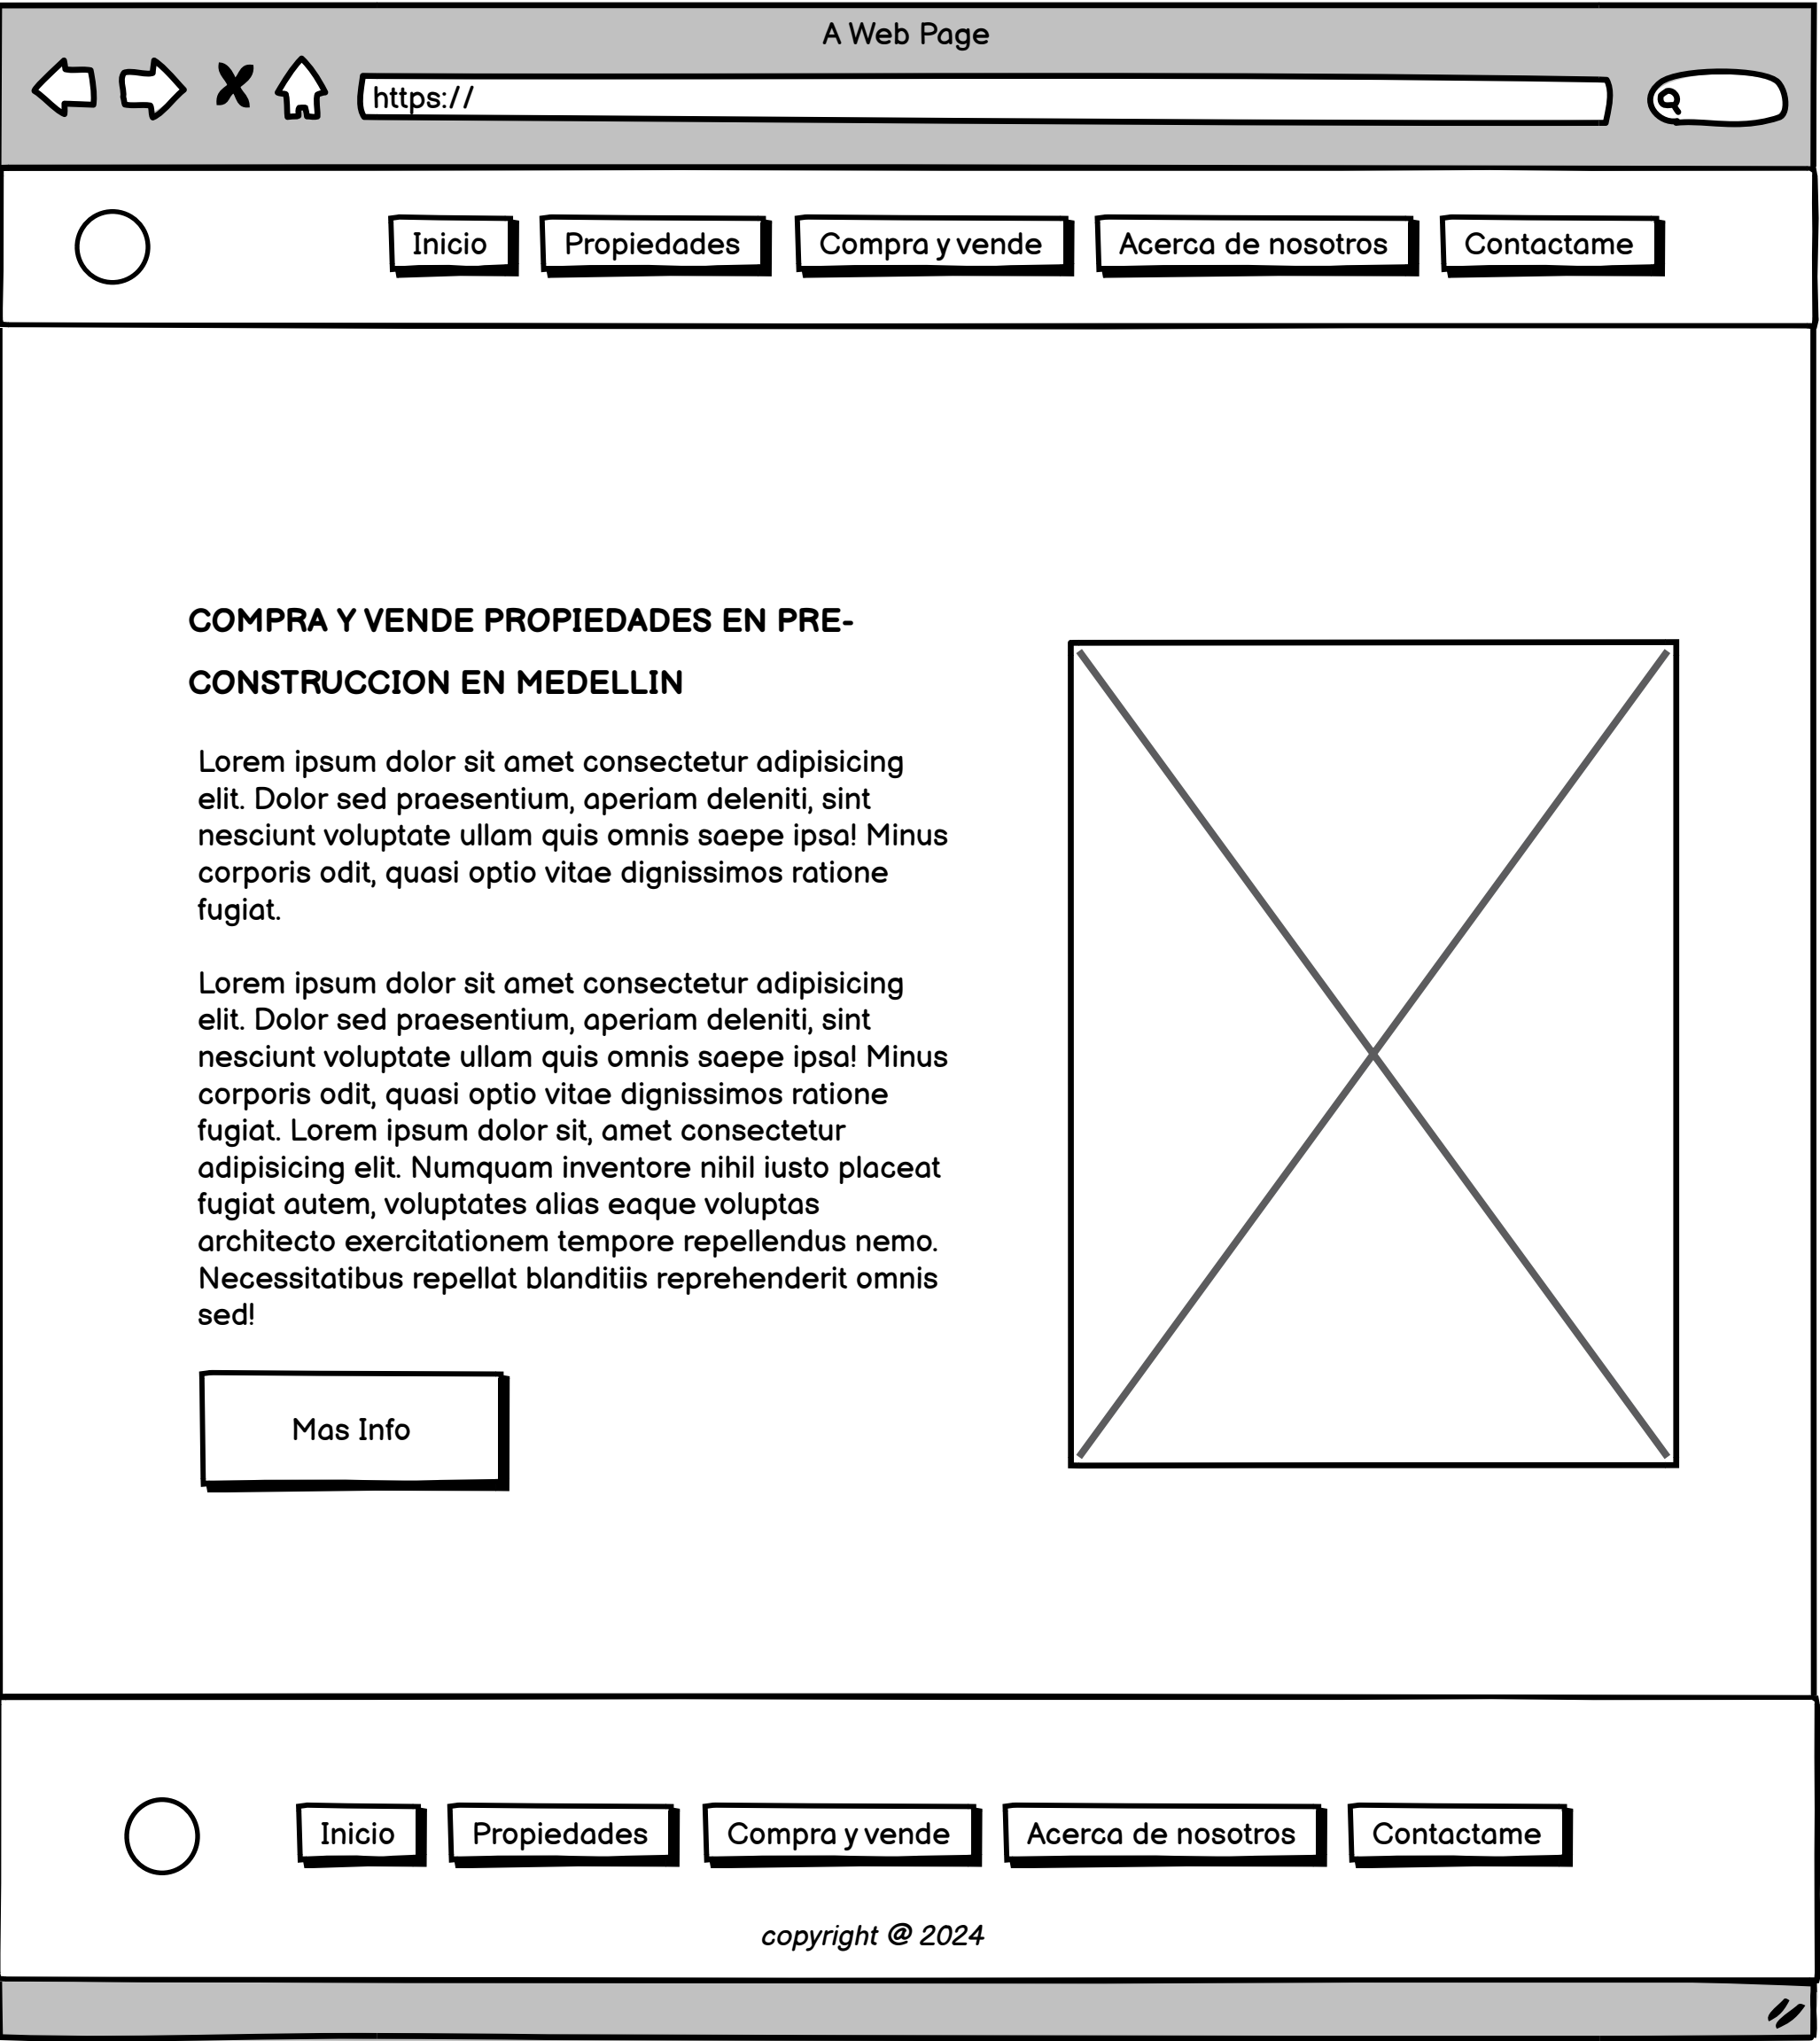 A Web Page
https://
Inicio
Propiedades
Compra y vende
Acerca de nosotros
Contactame
COMPRA Y VENDE PROPIEDADES EN PRE-
CONSTRUCCION EN MEDELLIN
Lorem ipsum dolor sit amet consectetur adipisicing
elit. Dolor sed praesentium, aperiam deleniti, sint
nesciunt voluptate ullam quis omnis saepe ipsa! Minus
corporis odit, quasi optio vitae dignissimos ratione
fugiat.
Lorem ipsum dolor sit amet consectetur adipisicing
elit. Dolor sed praesentium, aperiam deleniti, sint
nesciunt voluptate ullam quis omnis saepe ipsa! Minus
corporis odit, quasi optio vitae dignissimos ratione
fugiat. Lorem ipsum dolor sit, amet consectetur
adipisicing elit. Numquam inventore nihil iusto placeat
fugiat autem, voluptates alias eaque voluptas
architecto exercitationem tempore repellendus nemo.
Necessitatibus repellat blanditiis reprehenderit omnis
sed!
Mas Info
Inicio
Propiedades
Compra y vende
Acerca de nosotros
Contactame
copyright @ 2024